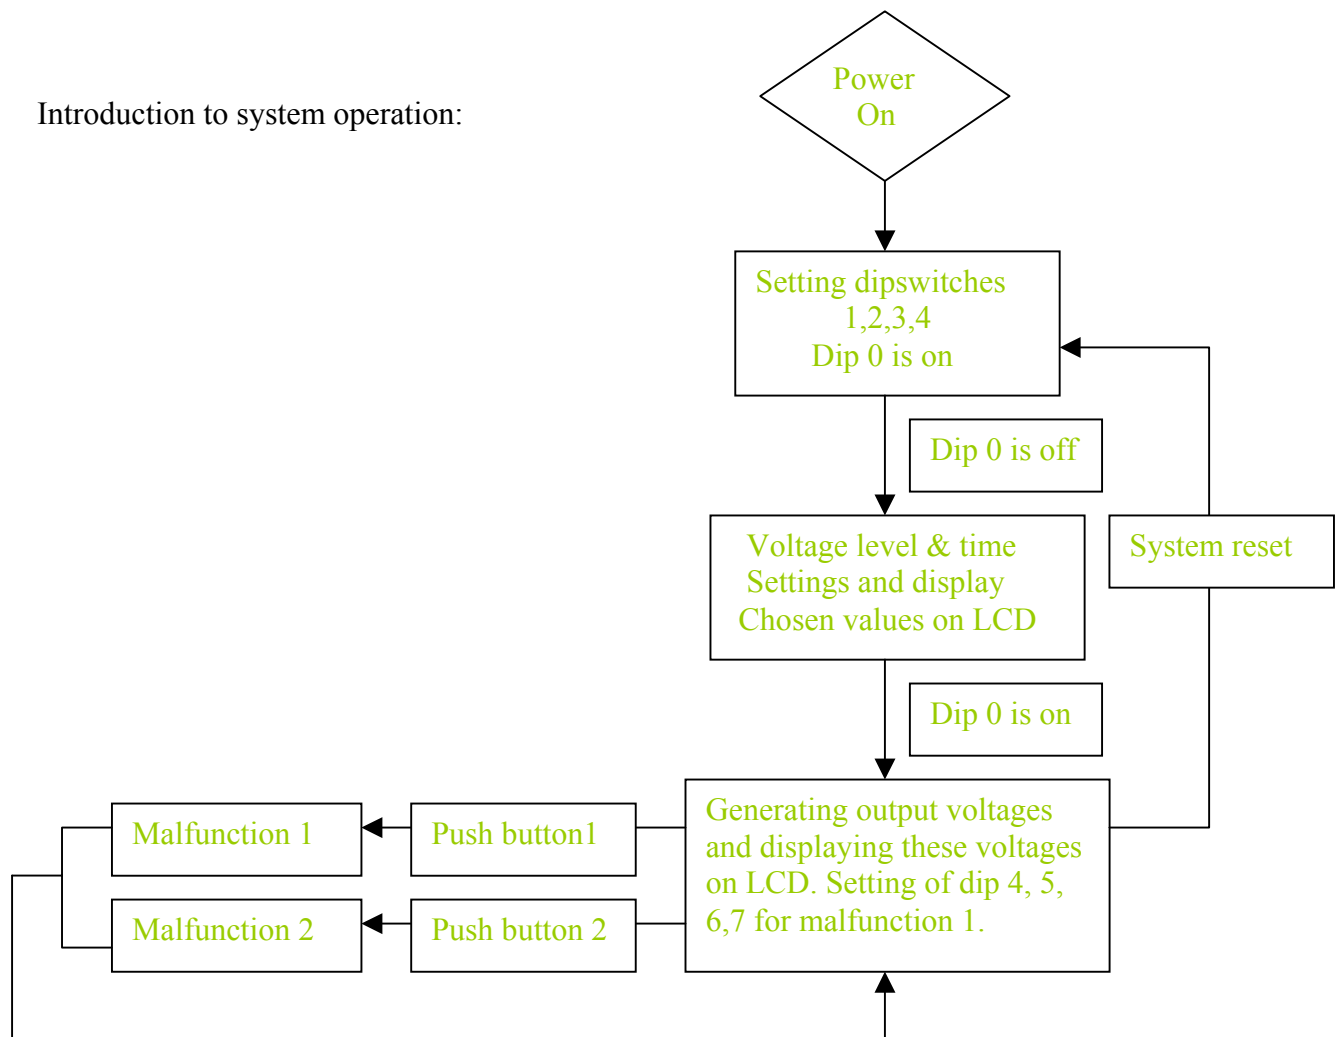 Introduction to system operation:
Power
On
Setting dipswitches
1,2,3,4
Dip 0 is on
Dip 0 is off
Voltage level & time
Settings and display
Chosen values on LCD
System reset
Dip 0 is on
Generating output voltages
and displaying these voltages
on LCD. Setting of dip 4, 5,
6,7 for malfunction 1.
Push button1
Malfunction 1
Push button 2
Malfunction 2